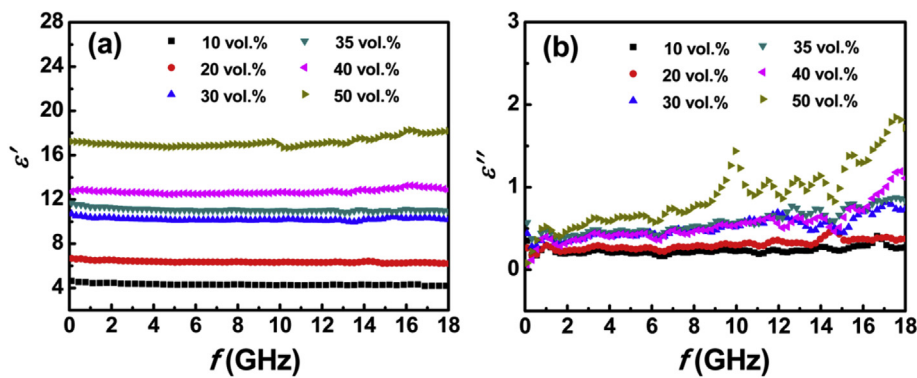 (a)
10 vol.% 35 vol.%
20 vol.% 40 vol.%
30 vol.% 50 vol.%
28
24
20
16
12
8
4
ε′
0 2 4 6 8 10 12 14 16 18
f (GHz)
(b)
10 vol.% 35 vol.%
20 vol.% 40 vol.%
30 vol.% 50 vol.%
3
2
1
0
ε″
0 2 4 6 8 10 12 14 16 18
f (GHz)